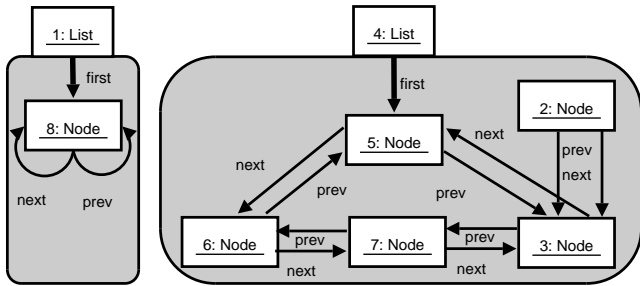 1: List
4: List
first
first
8: Node
2: Node
5: Node
next
next
prev
next
prev
prev
next
prev
6: Node
prev
7: Node
prev
3: Node
next
next